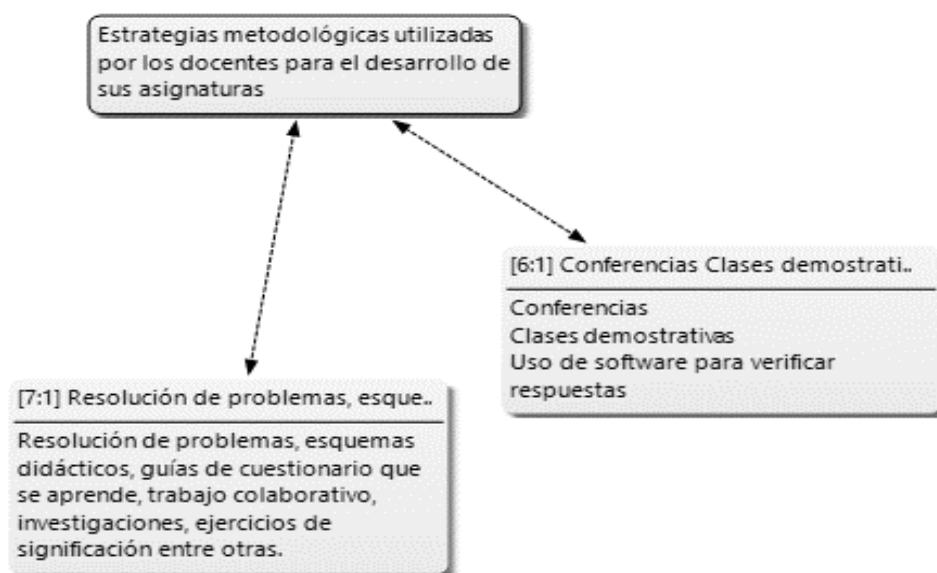 Estrategias metodológicas utilizadas
por los docentes para el desarrollo de
sus asignaturas
[6:1] Conferencias Clases demostrati..
Conferencias
Clases demostrativas
Uso de software para verificar
respuestas
[7:1] Resolución de problemas, esque..
Resolución de problemas, esquemas
didácticos, guías de cuestionario que
se aprende, trabajo colaborativo,
investigaciones, ejercicios de
significación entre otras.